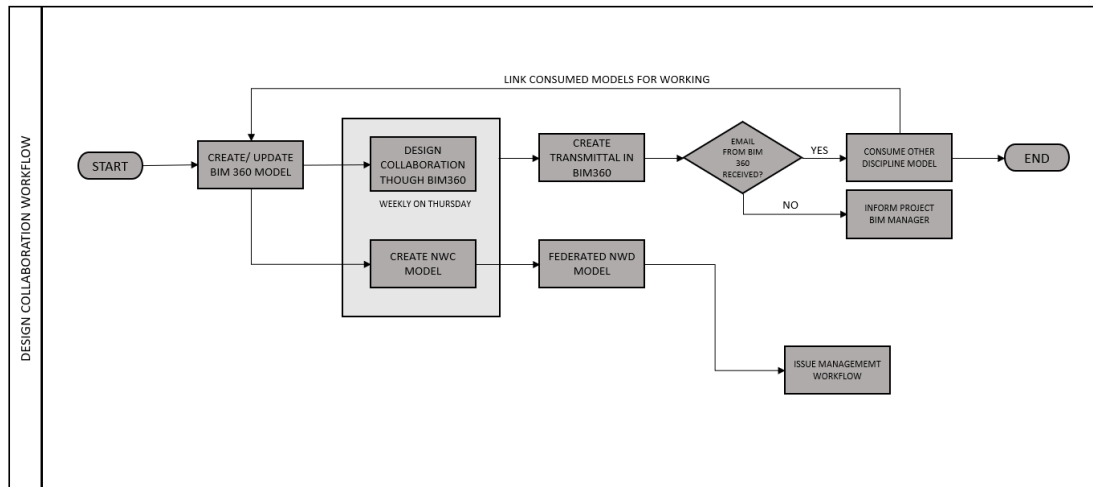 DESIGN COLLABORATION WORKFLOW
LINK CONSUMED MODELS FOR WORKING
START
CREATE/ UPDATE
BIM 360 MODEL
DESIGN
COLLABORATION
THOUGH BIM360
WEEKLY ON THURSDAY
CREATE
TRANSMITTAL IN
BIM360
EMAIL
FROM BIM
360
RECEIVED?
YES
CONSUME OTHER
DISCIPLINE MODEL
END
NO
INFORM PROJECT
BIM MANAGER
CREATE NWC
MODEL
FEDERATED NWD
MODEL
ISSUE MANAGEMEMT
WORKFLOW